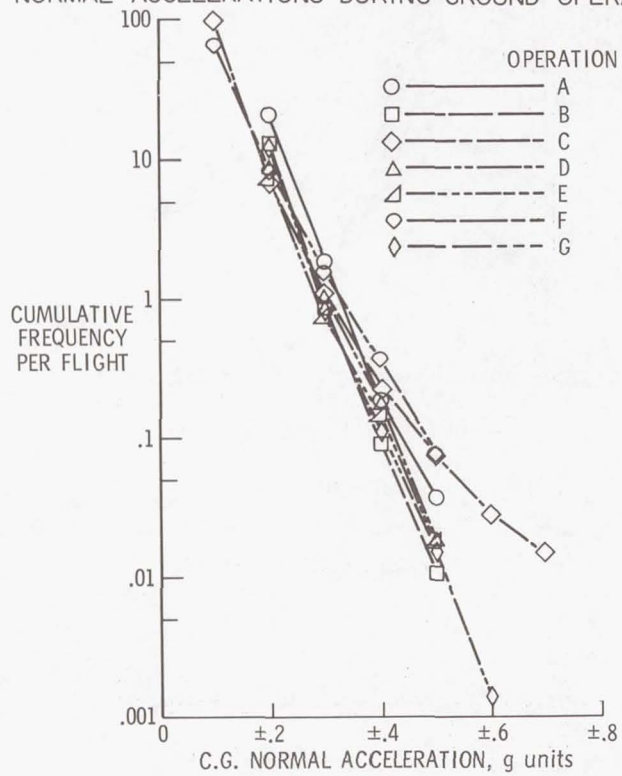 NORMAL ACCELERATIONS DURING GROUND OPERA
100
10
1
.1
.01
.001
CUMULATIVE
FREQUENCY
PER FLIGHT
OPERATION
A
B
C
D
E
F
G
0
±.2
±.4
±.6
±.8
C.G. NORMAL ACCELERATION, g units